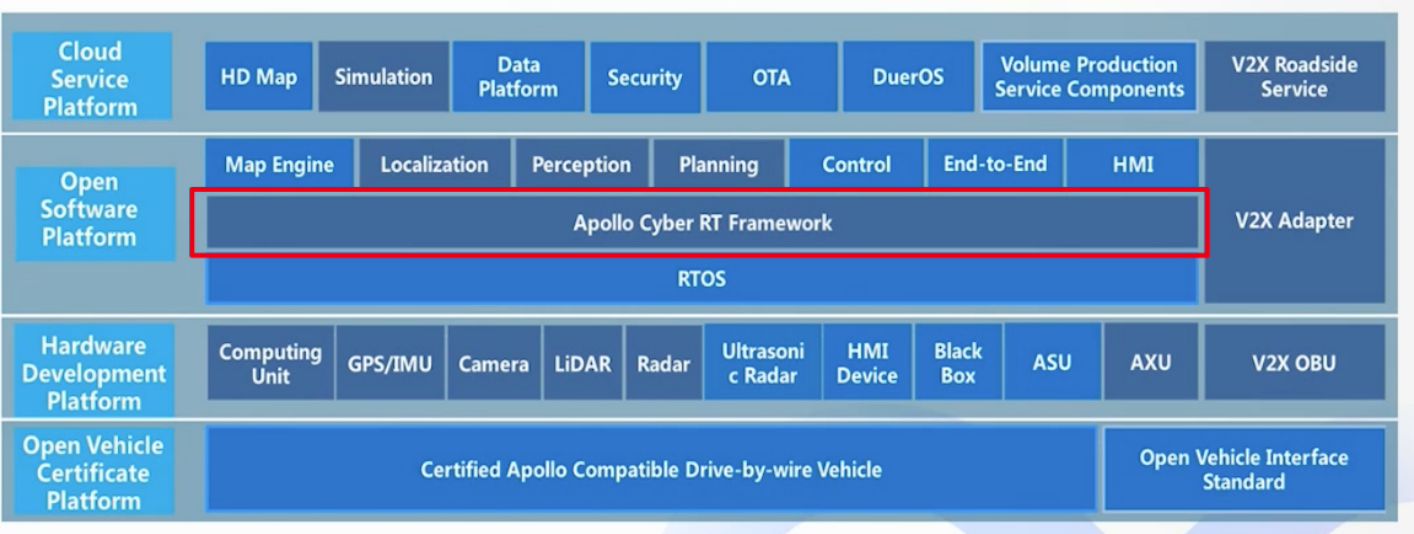 Cloud
Service
Platform
HD Map
Simulation
Data
Platform
Security
OTA
DuerOS
Volume Production
Service Components
V2X Roadside
Service
Open
Software
Platform
Map Engine
Localization
Perception
Planning
Control
End-to-End
HMI
Apollo Cyber RT Framework
RTOS
V2X Adapter
Hardware
Development
Platform
Computing
Unit
GPS/IMU
Camera
LiDAR
Radar
Ultrasoni
c Radar
HMI
Device
Black
Box
ASU
AXU
V2X OBU
Open Vehicle
Certificate
Platform
Certified Apollo Compatible Drive-by-wire Vehicle
Open Vehicle Interface
Standard